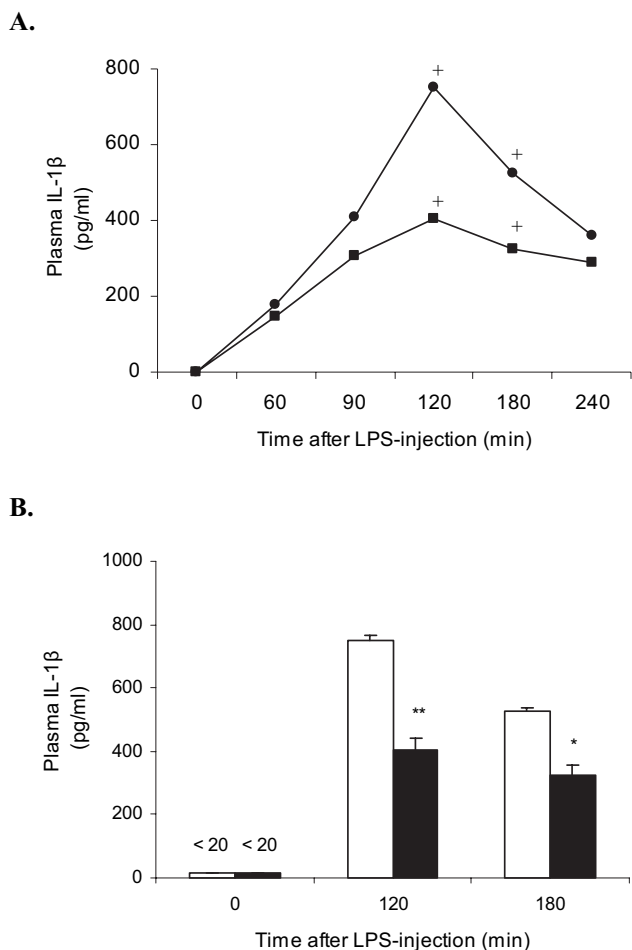 A.
800
600
400
200
0
Plasma IL-1β
(pg/ml)
+
+
+
+
0 60 90 120 180 240
Time after LPS-injection (min)
B.
1000
800
600
400
200
0
Plasma IL-1β
(pg/ml)
**
*
< 20 < 20
0 120 180
Time after LPS-injection (min)